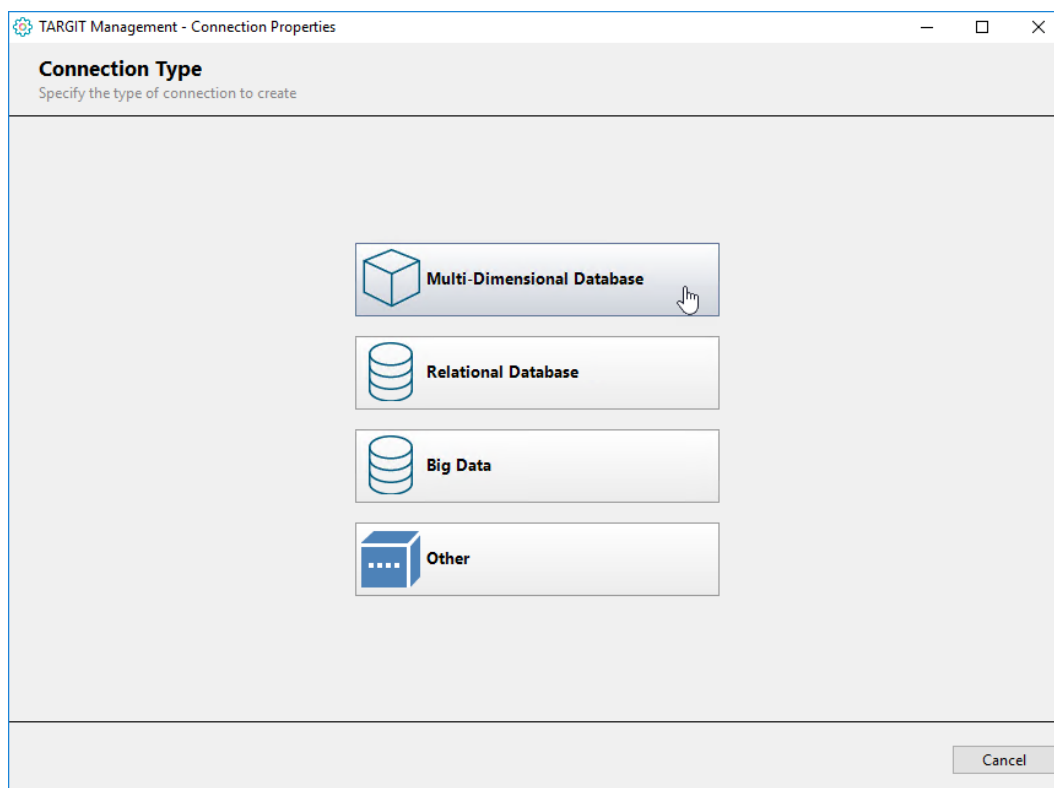 TARGIT Management - Connection Properties
Connection Type
Specify the type of connection to create
Multi-Dimensional Database
Relational Database
Big Data
Other
Cancel